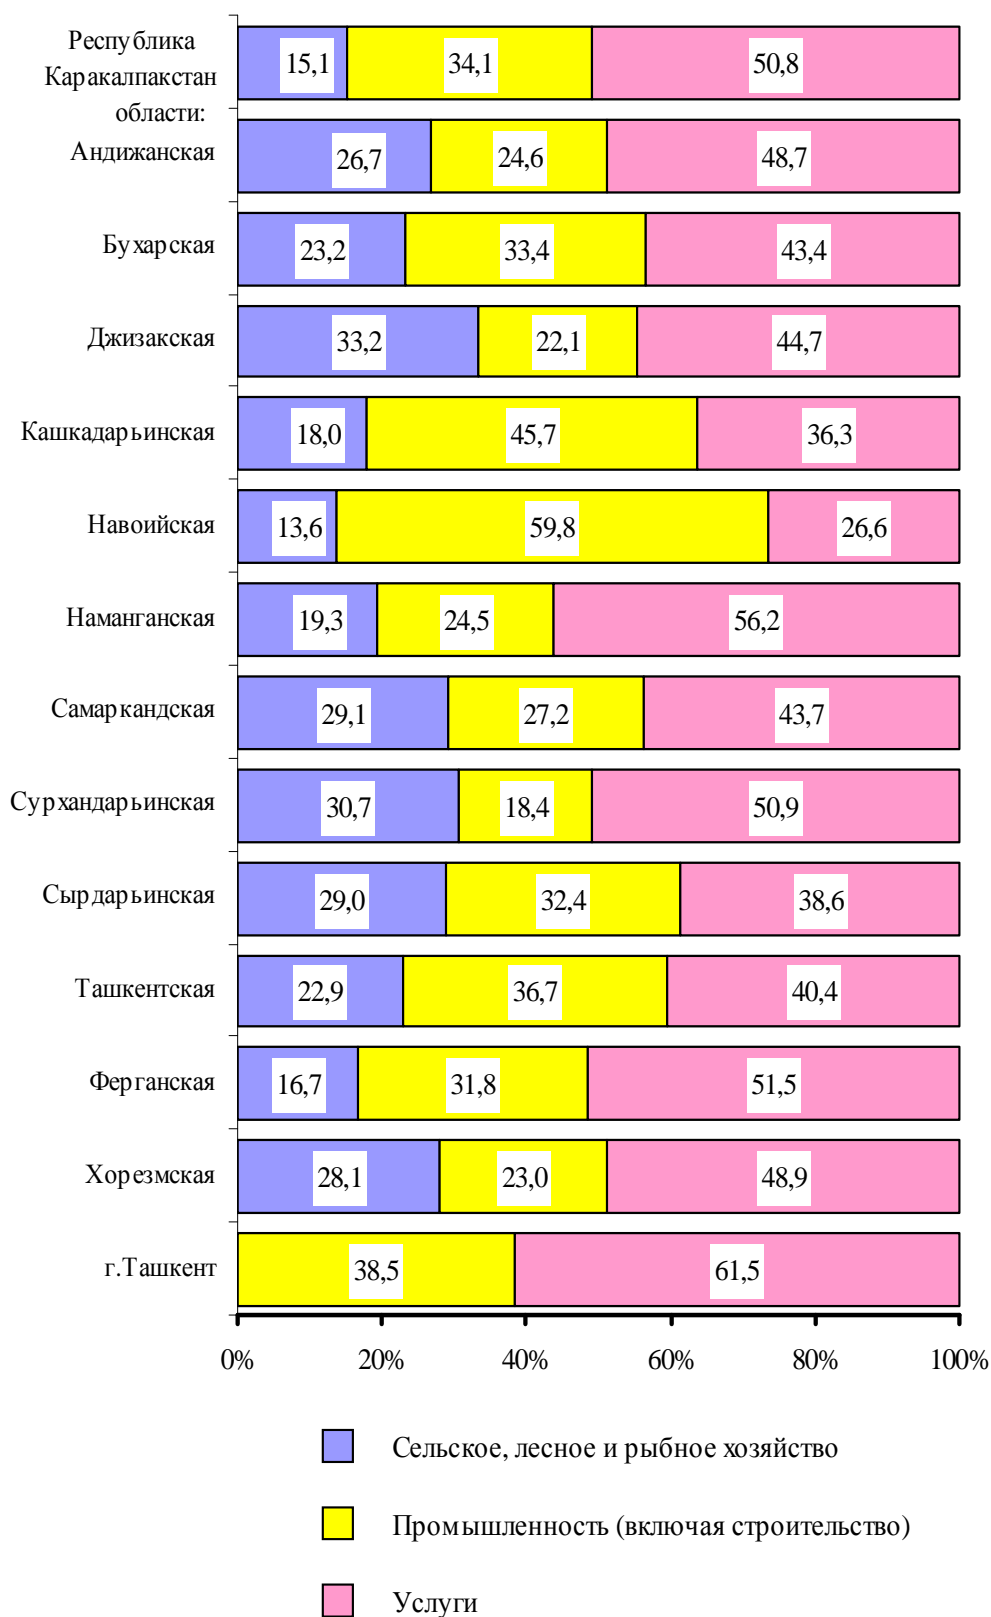 Республика
Каракалпакстан
15,1 34,1 50,8
области:
Андижанская 26,7 24,6 48,7
Бухарская 23,2 33,4 43,4
Джизакская 33,2 22,1 44,7
Кашкадарьинская 18,0 45,7 36,3
Навоийская 13,6 59,8 26,6
Наманганская 19,3 24,5 56,2
Самаркандская 29,1 27,2 43,7
Сурхандарьинская 30,7 18,4 50,9
Сырдарьинская 29,0 32,4 38,6
Ташкентская 22,9 36,7 40,4
Ферганская 16,7 31,8 51,5
Хорезмская 28,1 23,0 48,9
г.Ташкент 38,5 61,5
0% 20% 40% 60% 80% 100%
Сельское, лесное и рыбное хозяйство
Промышленность (включая строительство)
Услуги